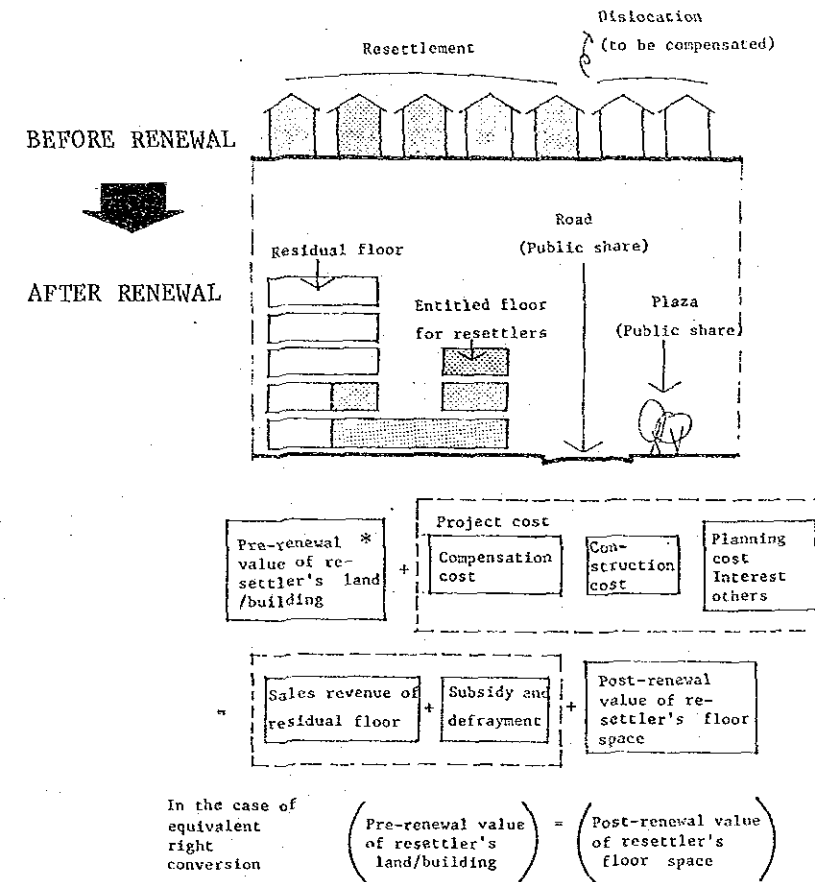 Dislocation
(to be compensated)
Resettlement
BEFORE RENEWAL
Road
(Public share)
Residual floor
AFTER RENEWAL
Entitled floor
for resettlers
Plaza
(Public share)
Project cost
Pre-renewal *
value of re-
settler's land
/building
+
Compensation
cost
Con-
struction
cost
Planning
cost
Interest
others
=
Sales revenue of
residual floor
+
Subsidy and
defrayment
+
Post-renewal
value of re-
settler's floor
space
In the case of
equivalent
right
conversion
(Pre-renewal value
of resettler's
land/building)
=
(Post-renewal value
of resettler's
floor space)